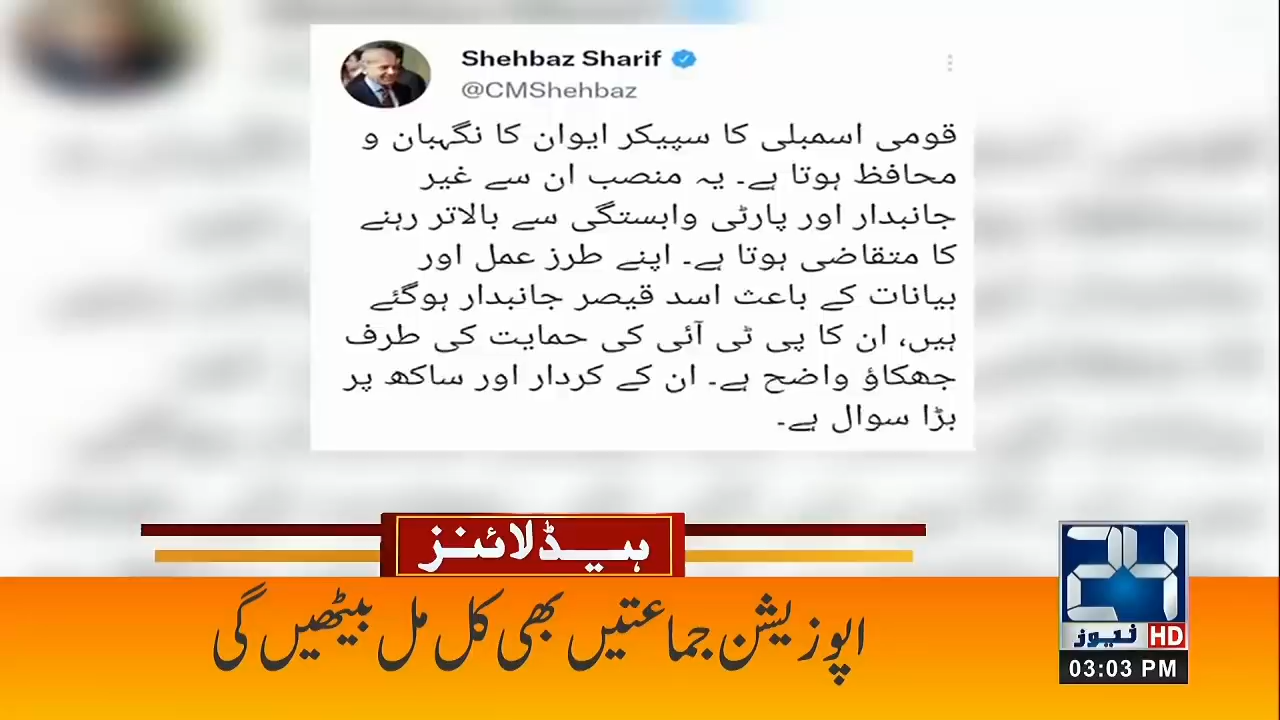 Shehbaz Sharif
@CMShehbaz
قومی اسمبلی کا سپیکر ایوان کا نگہبان و
محافظ ہوتا ہے۔ یہ منصب ان سے غیر
جانبدار اور پارٹی وابستگی سے بالاتر رہنے
کا متقاضی ہوتا ہے۔ اپنے طرز عمل اور
بیانات کے باعث اسد قیصر جانبدار ہوگئے
ہیں، ان کا پی ٹی آئی کی حمایت کی طرف
جھکاؤ واضح ہے۔ ان کے کردار اور ساکھ پر
بڑا سوال ہے۔
ہیڈلائنز
اپوزیشن جماعتیں بھی کل مل بیٹھیں گی
24
نیوز HD
03:03 PM